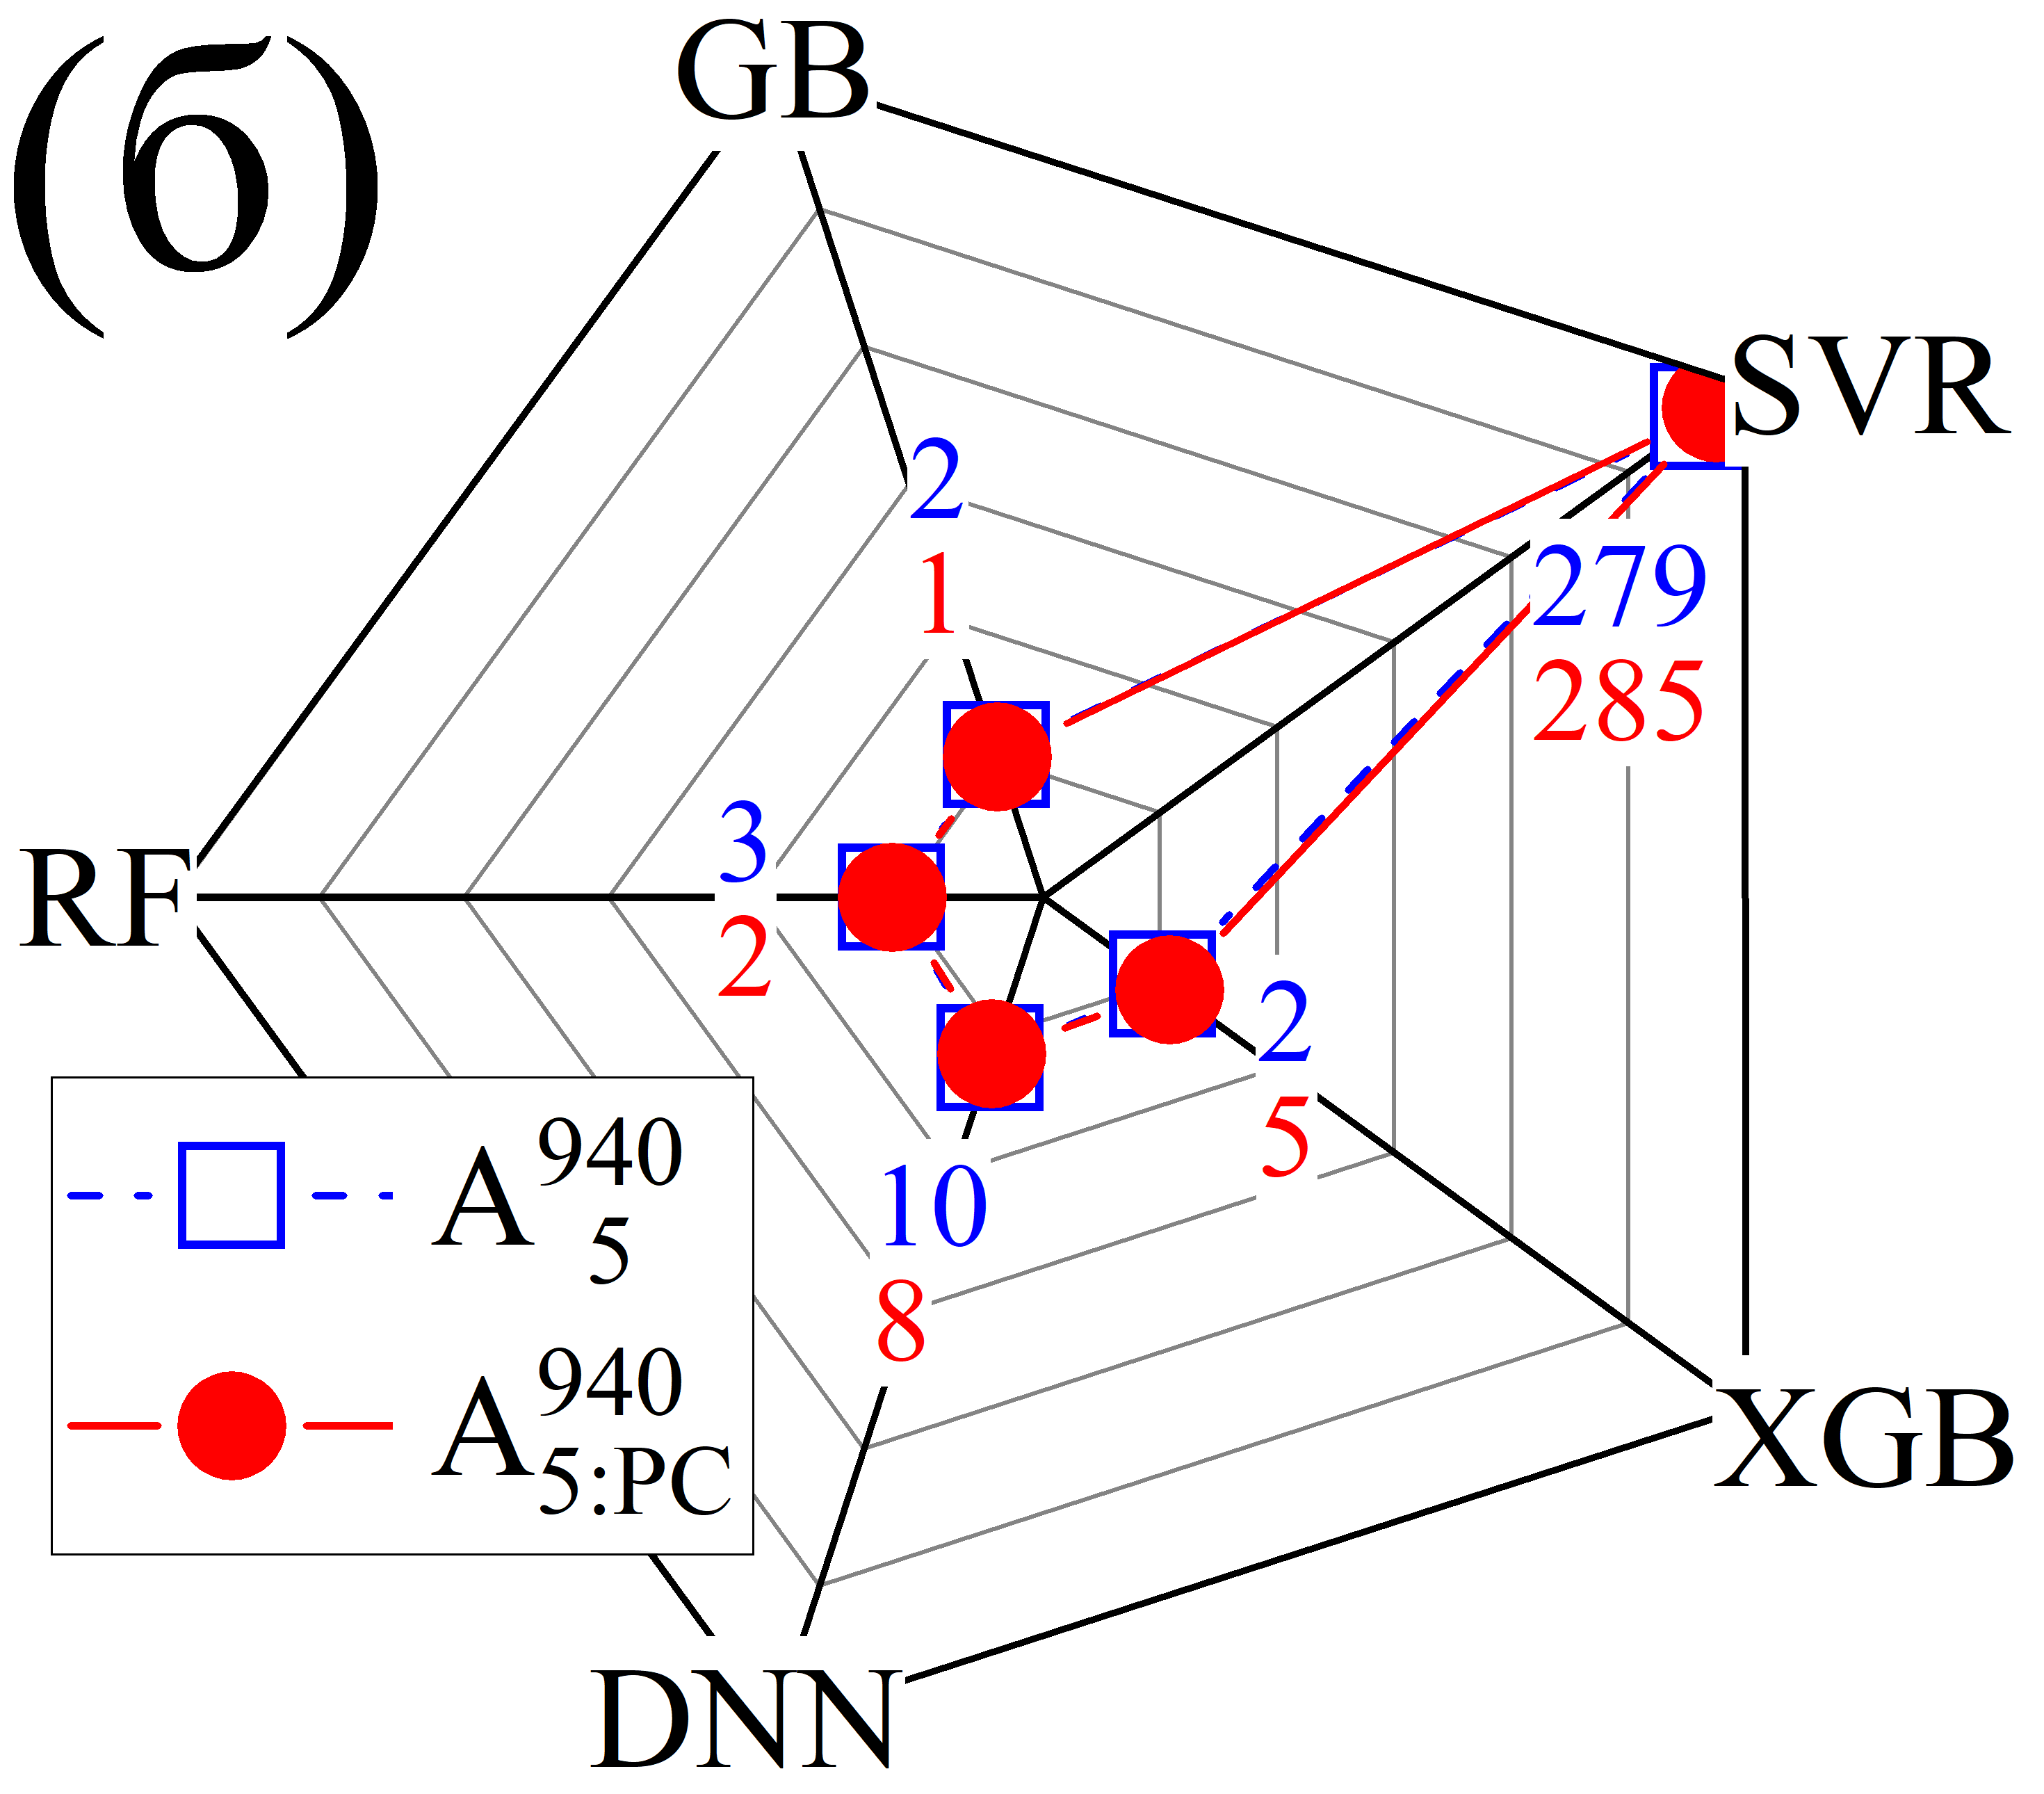 (б)
GB
SVR
2
1
279
285
RF
3
2
2
5
10
8
A 940 5
A 940 5:PC
XGB
DNN